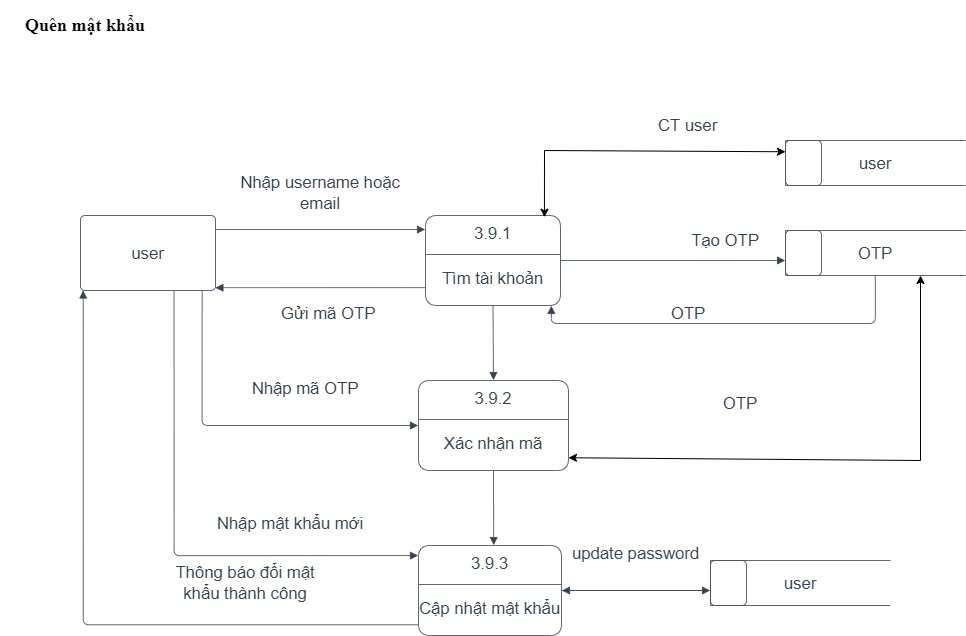 Quên mật khẩu
CT user
user
Nhập username hoặc
email
3.9.1
user
Tạo OTP
OTP
Tìm tài khoản
Gửi mã OTP
OTP
Nhập mã OTP
3.9.2
OTP
Xác nhận mã
Nhập mật khẩu mới
3.9.3
update password
Thông báo đổi mật
khẩu thành công
user
Cập nhật mật khẩu